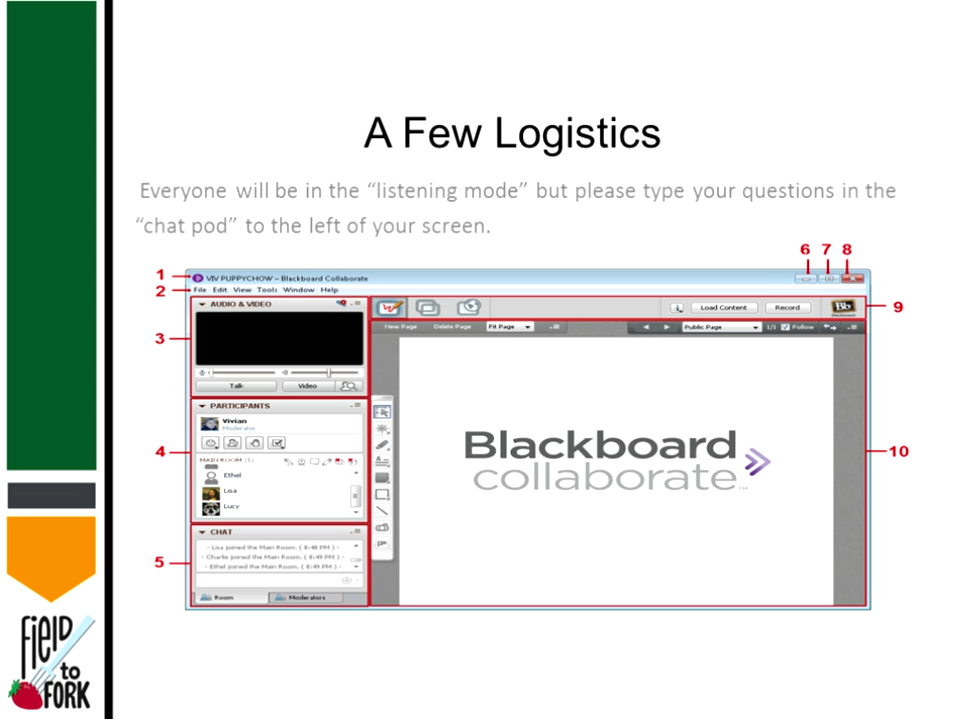 A Few Logistics
Everyone will be in the “listening mode” but please type your questions in the
“chat pod” to the left of your screen.
6 7 8
1 VIV PUPPYCHOW – Blackboard Collaborate
2 File Edit View Tools Window Help
AUDIO & VIDEO
Load Content Record Bb
9
New Page Delete Page Fit Page Public Page 1/1 Follow
3
Talk Video
PARTICIPANTS
Vivian
Moderator
4
MAIN ROOM
Ethel
Lisa
Lucy
Blackboard
collaborate
10
CHAT
- Lisa joined the Main Room. ( 8:48 PM ) -
5
- Charlie joined the Main Room. ( 8:49 PM ) -
- Ethel joined the Main Room. ( 8:49 PM ) -
Room Moderators
FiElD
to
FORK